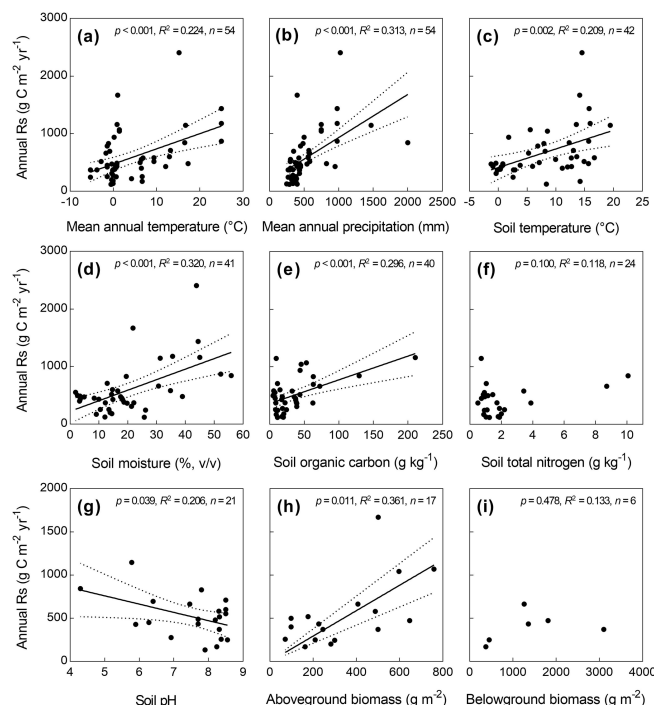 (a) p < 0.001, R² = 0.224, n = 54
(b) p < 0.001, R² = 0.313, n = 54
(c) p = 0.002, R² = 0.209, n = 42
3000
2000
1000
0
Annual Rs (g C m⁻² yr⁻¹)
-10 0 10 20 30
0 500 1000 1500 2000 2500
-5 0 5 10 15 20 25
Mean annual temperature (°C)
Mean annual precipitation (mm)
Soil temperature (°C)
(d) p < 0.001, R² = 0.320, n = 41
(e) p < 0.001, R² = 0.296, n = 40
(f) p = 0.100, R² = 0.118, n = 24
3000
2000
1000
0
Annual Rs (g C m⁻² yr⁻¹)
0 10 20 30 40 50 60
0 50 100 150 200 250
0 2 4 6 8 10 12
Soil moisture (%, v/v)
Soil organic carbon (g kg⁻¹)
Soil total nitrogen (g kg⁻¹)
(g) p = 0.039, R² = 0.206, n = 21
(h) p = 0.011, R² = 0.361, n = 17
(i) p = 0.478, R² = 0.133, n = 6
2000
1500
1000
500
0
Annual Rs (g C m⁻² yr⁻¹)
4 5 6 7 8 9
0 200 400 600 800
0 1000 2000 3000 4000
Soil pH
Aboveground biomass (g m⁻²)
Belowground biomass (g m⁻²)